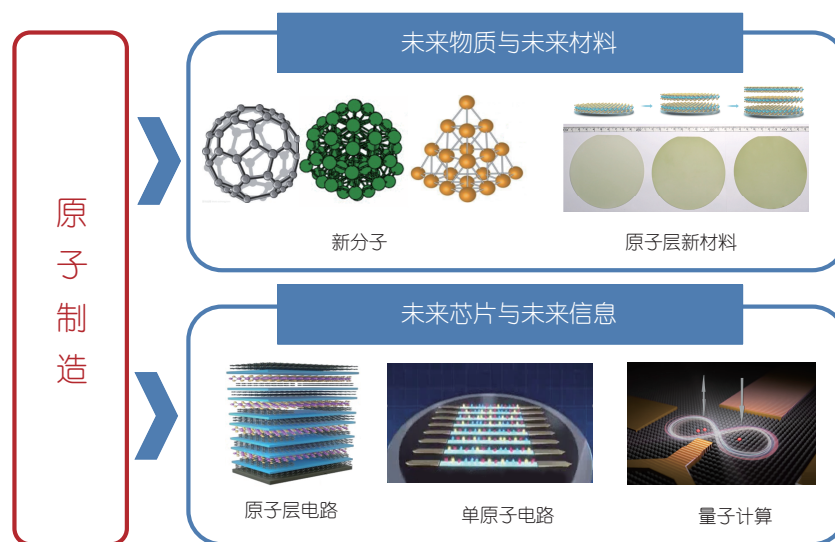 原子制造
未来物质与未来材料
新分子
原子层新材料
未来芯片与未来信息
原子层电路
单原子电路
量子计算